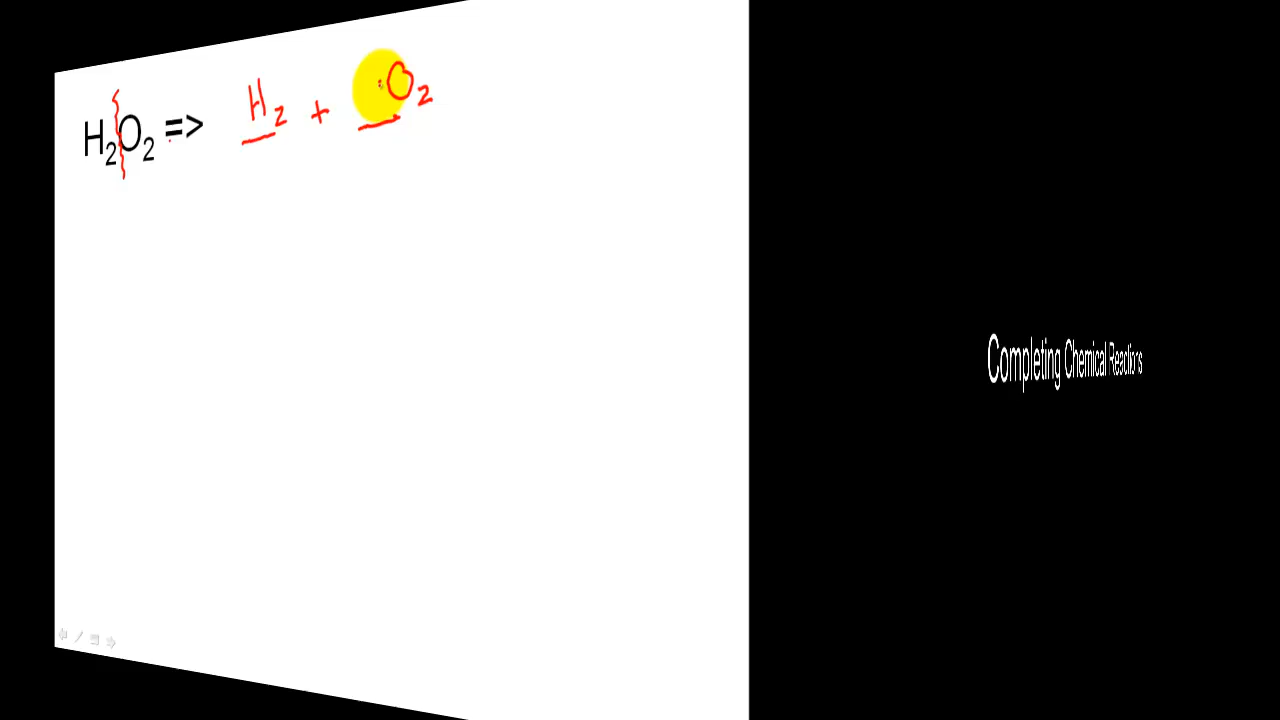 H₂O₂ => H₂ + O₂
Completing Chemical Reactions